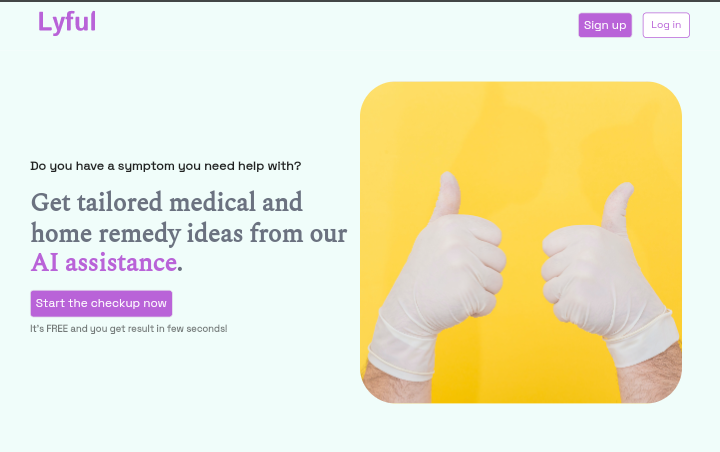 Lyful
Sign up
Log in
Do you have a symptom you need help with?
Get tailored medical and
home remedy ideas from our
AI assistance.
Start the checkup now
It's FREE and you get result in few seconds!